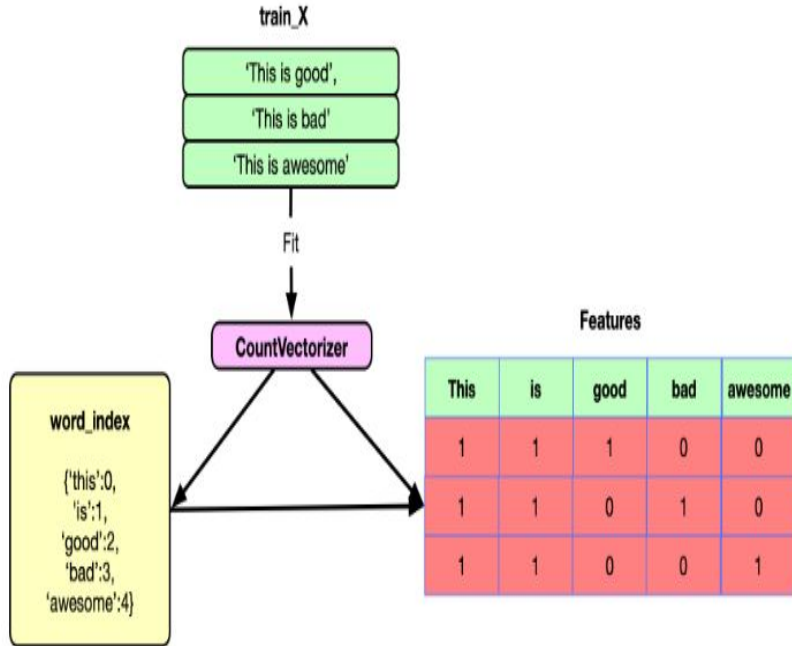 train_X
‘This is good’,
‘This is bad’
‘This is awesome’
Fit
CountVectorizer
word_index
{‘this’:0,
‘is’:1,
‘good’:2,
‘bad’:3,
‘awesome’:4}
Features
This is good bad awesome
1 1 1 0 0
1 1 0 1 0
1 1 0 0 1